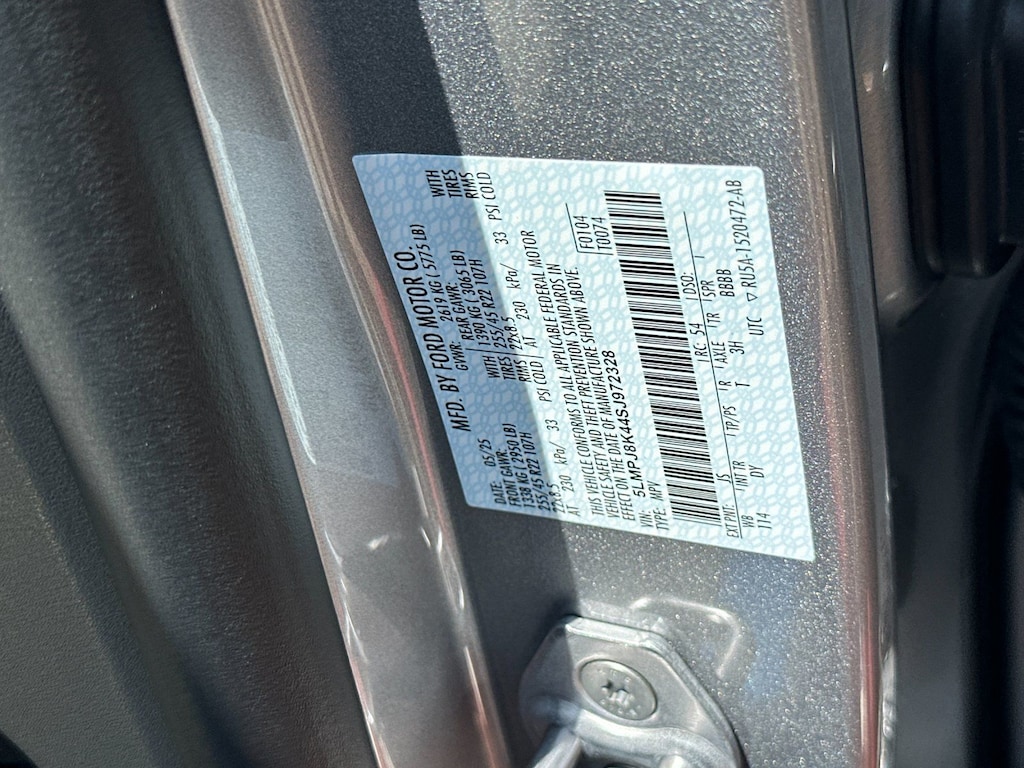 MFD. BY FORD MOTOR CO.
DATE: 05/25 GVWR: 2619 KG ( 5775 LB)
FRONT GAWR: REAR GAWR:
1338 KG ( 2950 LB) WITH 1390 KG ( 3065 LB) WITH
255/45 R22 107H TIRES 255/45 R22 107H TIRES
22x8.5 RIMS 22x8.5 RIMS
AT 230 kPa/ 33 PSI COLD AT 230 kPa/ 33 PSI COLD
THIS VEHICLE CONFORMS TO ALL APPLICABLE FEDERAL MOTOR
VEHICLE SAFETY AND THEFT PREVENTION STANDARDS IN
EFFECT ON THE DATE OF MANUFACTURE SHOWN ABOVE.
VIN: 5LMPJ8K44SJ972328 F0104
TYPE: MPV T0074
EXT PNT: JS RC: 54 DSO:
WB INT TR TP/PS R AXLE TR SPR
114 DY T 3H BBBB
UTC ▽ RU5A-1520472-AB